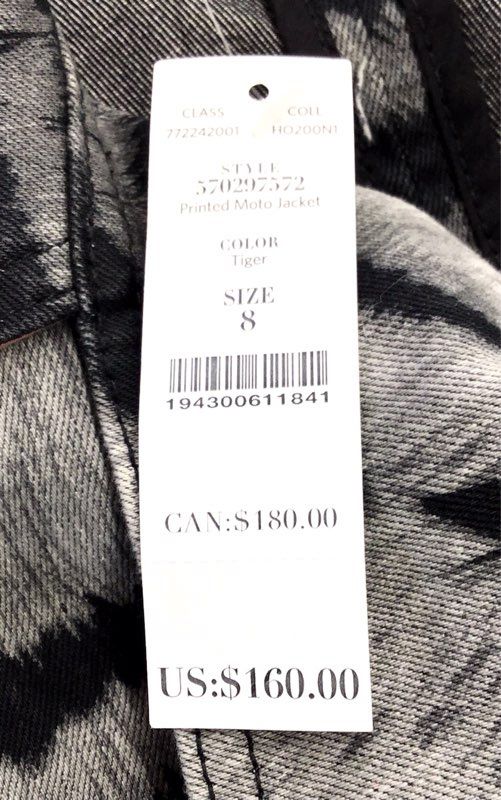 CLASS COLL
772242001 HO200N1
STYLE
570297572
Printed Moto Jacket
COLOR
Tiger
SIZE
8
194300611841
CAN:$180.00
US:$160.00